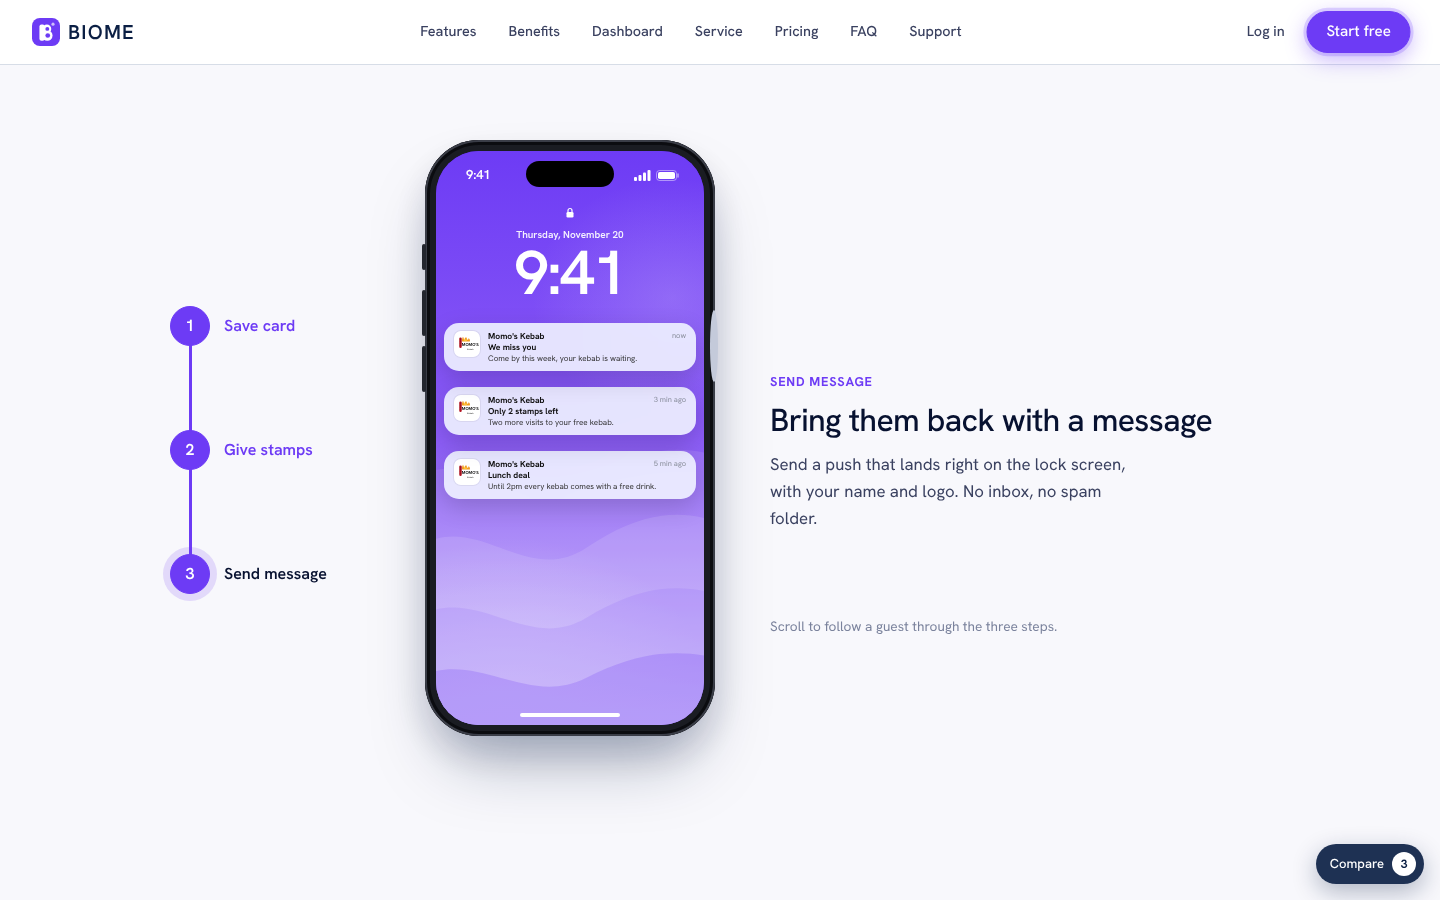 BIOME
Features
Benefits
Dashboard
Service
Pricing
FAQ
Support
Log in
Start free
1 Save card
2 Give stamps
3 Send message
9:41
Thursday, November 20
9:41
Momo's Kebab now
We miss you
Come by this week, your kebab is waiting.
MOMO'S
Momo's Kebab 3 min ago
Only 2 stamps left
Two more visits to your free kebab.
MOMO'S
Momo's Kebab 5 min ago
Lunch deal
Until 2pm every kebab comes with a free drink.
MOMO'S
SEND MESSAGE
Bring them back with a message
Send a push that lands right on the lock screen,
with your name and logo. No inbox, no spam
folder.
Scroll to follow a guest through the three steps.
Compare 3